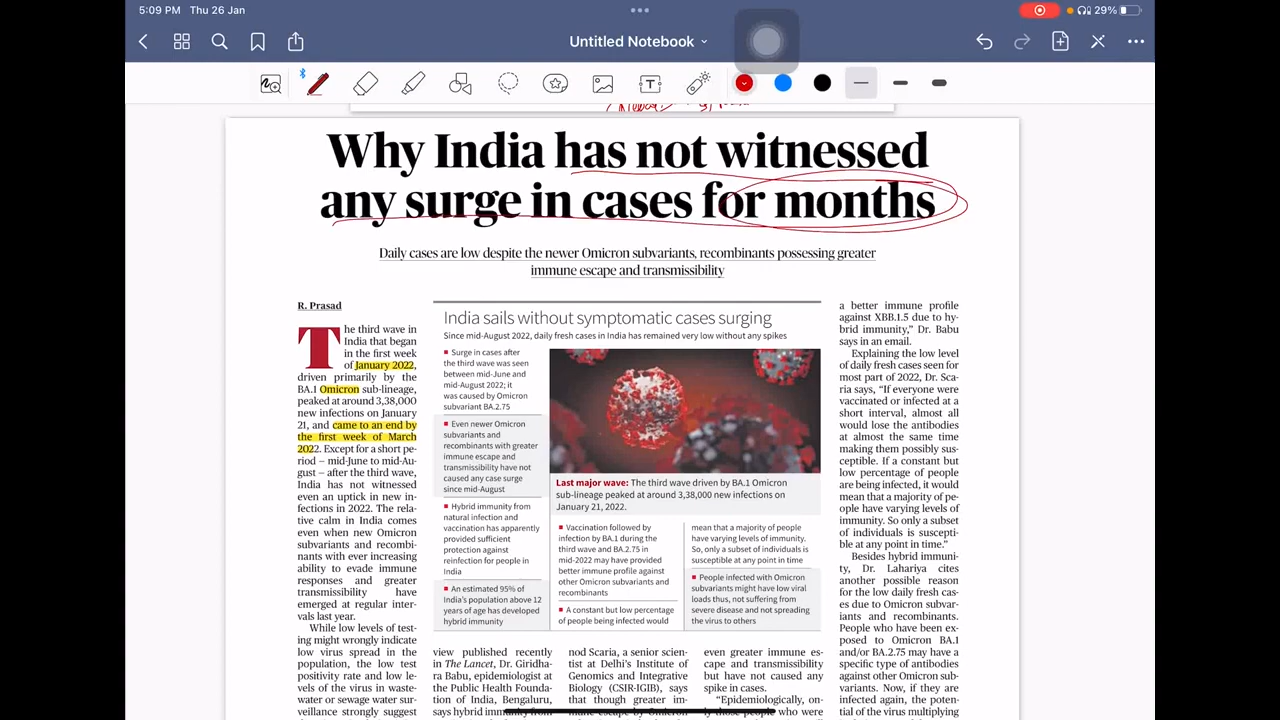 5:09 PM Thu 26 Jan
29%
Untitled Notebook
Why India has not witnessed
any surge in cases for months
Daily cases are low despite the newer Omicron subvariants, recombinants possessing greater
immune escape and transmissibility
R. Prasad
The third wave in
India that began
in the first week
of January 2022,
driven primarily by the
BA.1 Omicron sub-lineage,
peaked at around 3,38,000
new infections on January
21, and came to an end by
the first week of March
2022. Except for a short pe-
riod – mid-June to mid-Au-
gust – after the third wave,
India has not witnessed
even an uptick in new in-
fections in 2022. The rela-
tive calm in India comes
even when new Omicron
subvariants and recombi-
nants with ever increasing
ability to evade immune
responses and greater
transmissibility have
emerged at regular inter-
vals last year.
While low levels of test-
ing might wrongly indicate
low virus spread in the
population, the low test
positivity rate and low le-
vels of the virus in waste-
water or sewage water sur-
veillance strongly suggest
India sails without symptomatic cases surging
Since mid-August 2022, daily fresh cases in India has remained very low without any spikes
Surge in cases after
the third wave was seen
between mid-June and
mid-August 2022; it
was caused by Omicron
subvariant BA.2.75
Even newer Omicron
subvariants and
recombinants with greater
immune escape and
transmissibility have not
caused any case surge
since mid-August
Hybrid immunity from
natural infection and
vaccination has apparently
provided sufficient
protection against
reinfection for people in
India
An estimated 95% of
India's population above 12
years of age has developed
hybrid immunity
Last major wave: The third wave driven by BA.1 Omicron
sub-lineage peaked at around 3,38,000 new infections on
January 21, 2022.
Vaccination followed by
infection by BA.1 during the
third wave and BA.2.75 in
mid-2022 may have provided
better immune profile against
other Omicron subvariants and
recombinants
A constant but low percentage
of people being infected would
mean that a majority of people
have varying levels of immunity.
So, only a subset of individuals is
susceptible at any point in time
People infected with Omicron
subvariants might have low viral
loads thus, not suffering from
severe disease and not spreading
the virus to others
view published recently
in The Lancet, Dr. Giridha-
ra Babu, epidemiologist at
the Public Health Founda-
tion of India, Bengaluru,
says hybrid immunity from
nod Scaria, a senior scien-
tist at Delhi's Institute of
Genomics and Integrative
Biology (CSIR-IGIB), says
that though greater im-
even greater immune es-
cape and transmissibility
but have not caused any
spike in cases.
"Epidemiologically, on-
ly those people who were
a better immune profile
against XBB.1.5 due to hy-
brid immunity," Dr. Babu
says in an email.
Explaining the low level
of daily fresh cases seen for
most part of 2022, Dr. Sca-
ria says, "If everyone were
vaccinated or infected at a
short interval, almost all
would lose the antibodies
at almost the same time
making them possibly sus-
ceptible. If a constant but
low percentage of people
are being infected, it would
mean that a majority of pe-
ople have varying levels of
immunity. So only a subset
of individuals is suscepti-
ble at any point in time."
Besides hybrid immuni-
ty, Dr. Lahariya cites
another possible reason
for the low daily fresh cas-
es due to Omicron subvar-
iants and recombinants.
People who have been ex-
posed to Omicron BA.1
and/or BA.2.75 may have a
specific type of antibodies
against other Omicron sub-
variants. Now, if they are
infected again, the poten-
tial of the virus multiplying